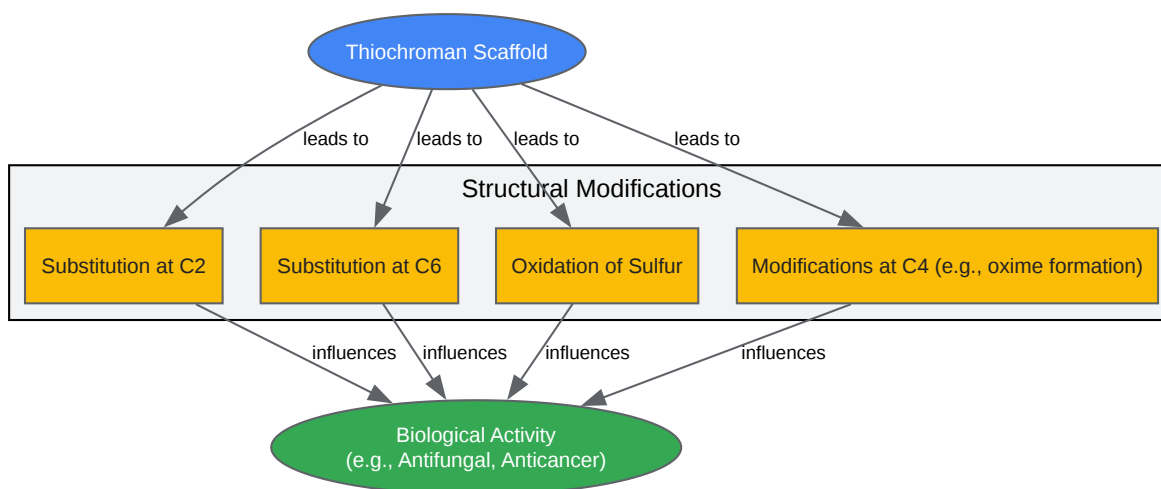 Thiochroman Scaffold
leads to
leads to
leads to
leads to
Structural Modifications
Substitution at C2
Substitution at C6
Oxidation of Sulfur
Modifications at C4 (e.g., oxime formation)
influences
influences
influences
influences
Biological Activity
(e.g., Antifungal, Anticancer)